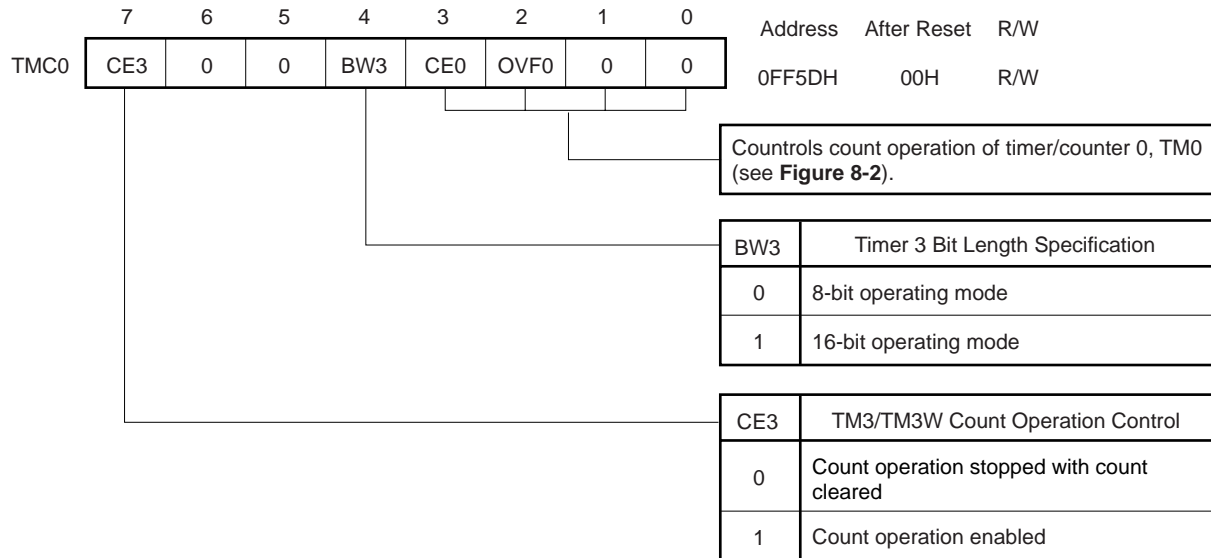 7 6 5 4 3 2 1 0
Address After Reset R/W
TMC0 CE3 0 0 BW3 CE0 OVF0 0 0
0FF5DH 00H R/W
Countrols count operation of timer/counter 0, TM0
(see Figure 8-2).
BW3 Timer 3 Bit Length Specification
0 8-bit operating mode
1 16-bit operating mode
CE3 TM3/TM3W Count Operation Control
0 Count operation stopped with count
cleared
1 Count operation enabled